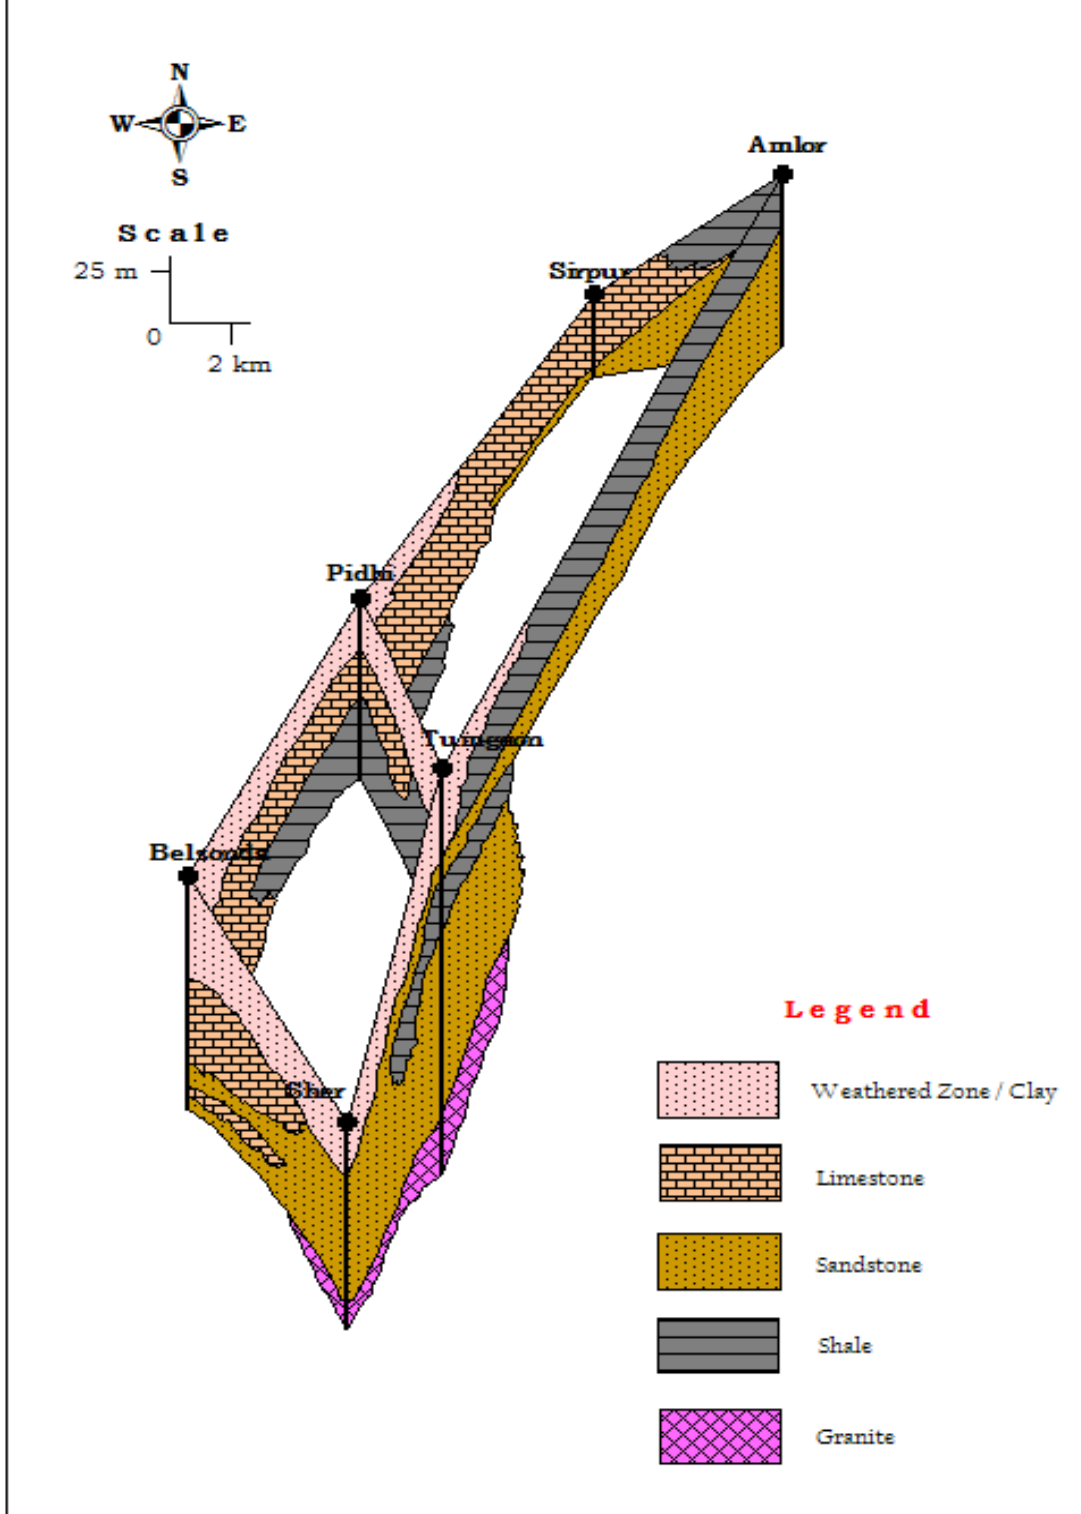 N
W E
S
Scale
25 m
0
2 km
Amlor
Sirpur
Pidhi
Tumgaon
Belsonda
Sher
Legend
Weathered Zone / Clay
Limestone
Sandstone
Shale
Granite